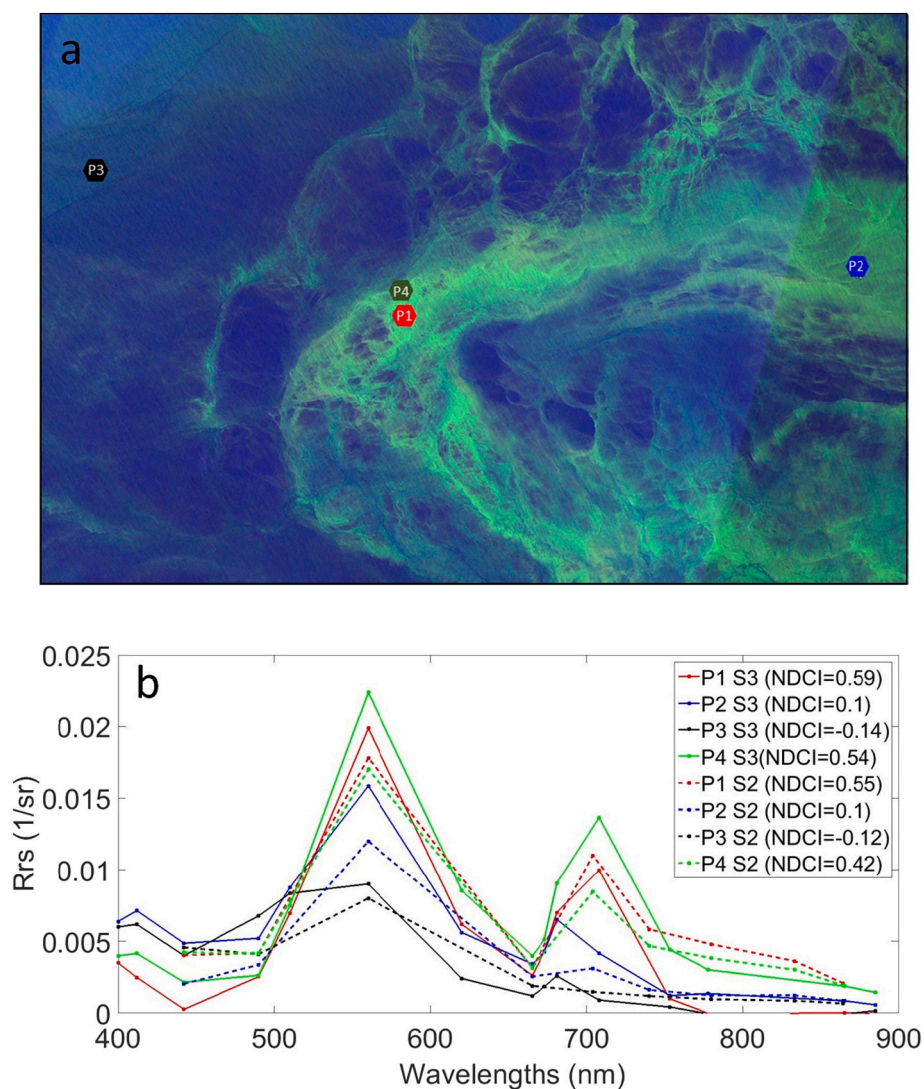 a
P3
P2
P4
P1
b
0.025
0.02
0.015
0.01
0.005
0
Rrs (1/sr)
P1 S3 (NDCI=0.59)
P2 S3 (NDCI=0.1)
P3 S3 (NDCI=-0.14)
P4 S3(NDCI=0.54)
P1 S2 (NDCI=0.55)
P2 S2 (NDCI=0.1)
P3 S2 (NDCI=-0.12)
P4 S2 (NDCI=0.42)
400 500 600 700 800 900
Wavelengths (nm)